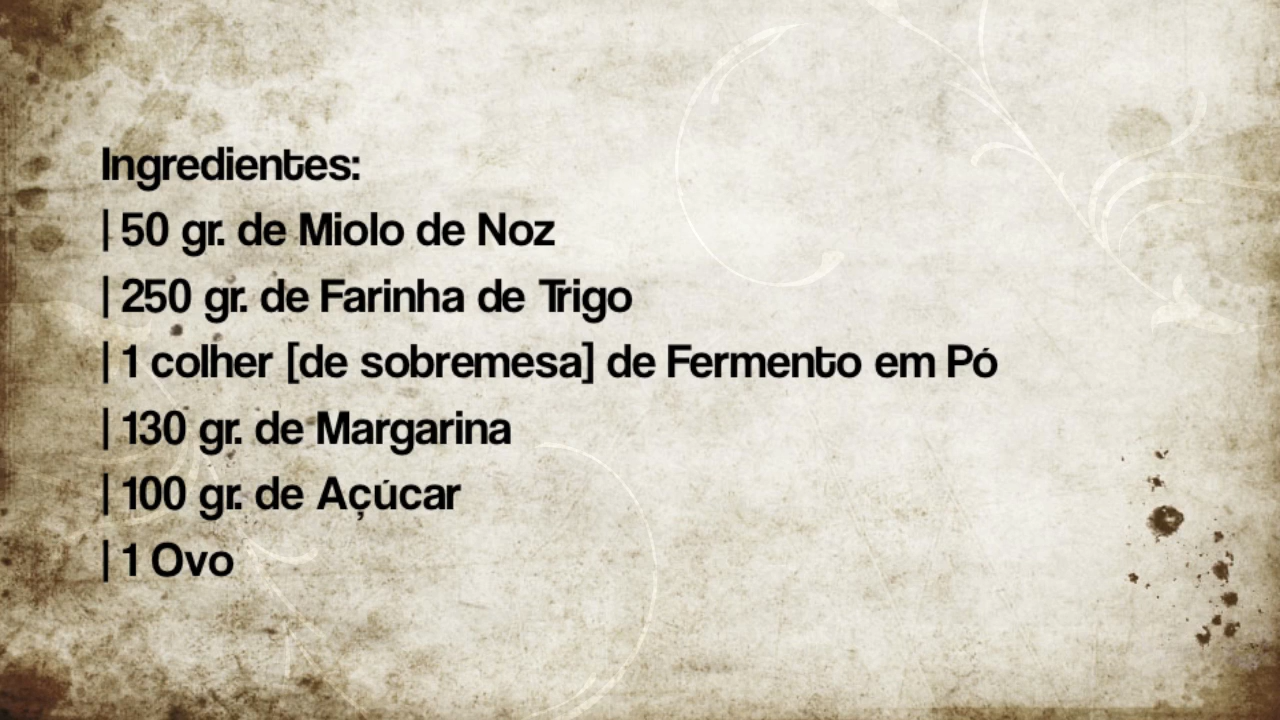 Ingredientes:
| 50 gr. de Miolo de Noz
| 250 gr. de Farinha de Trigo
| 1 colher [de sobremesa] de Fermento em Pó
| 130 gr. de Margarina
| 100 gr. de Açúcar
| 1 Ovo